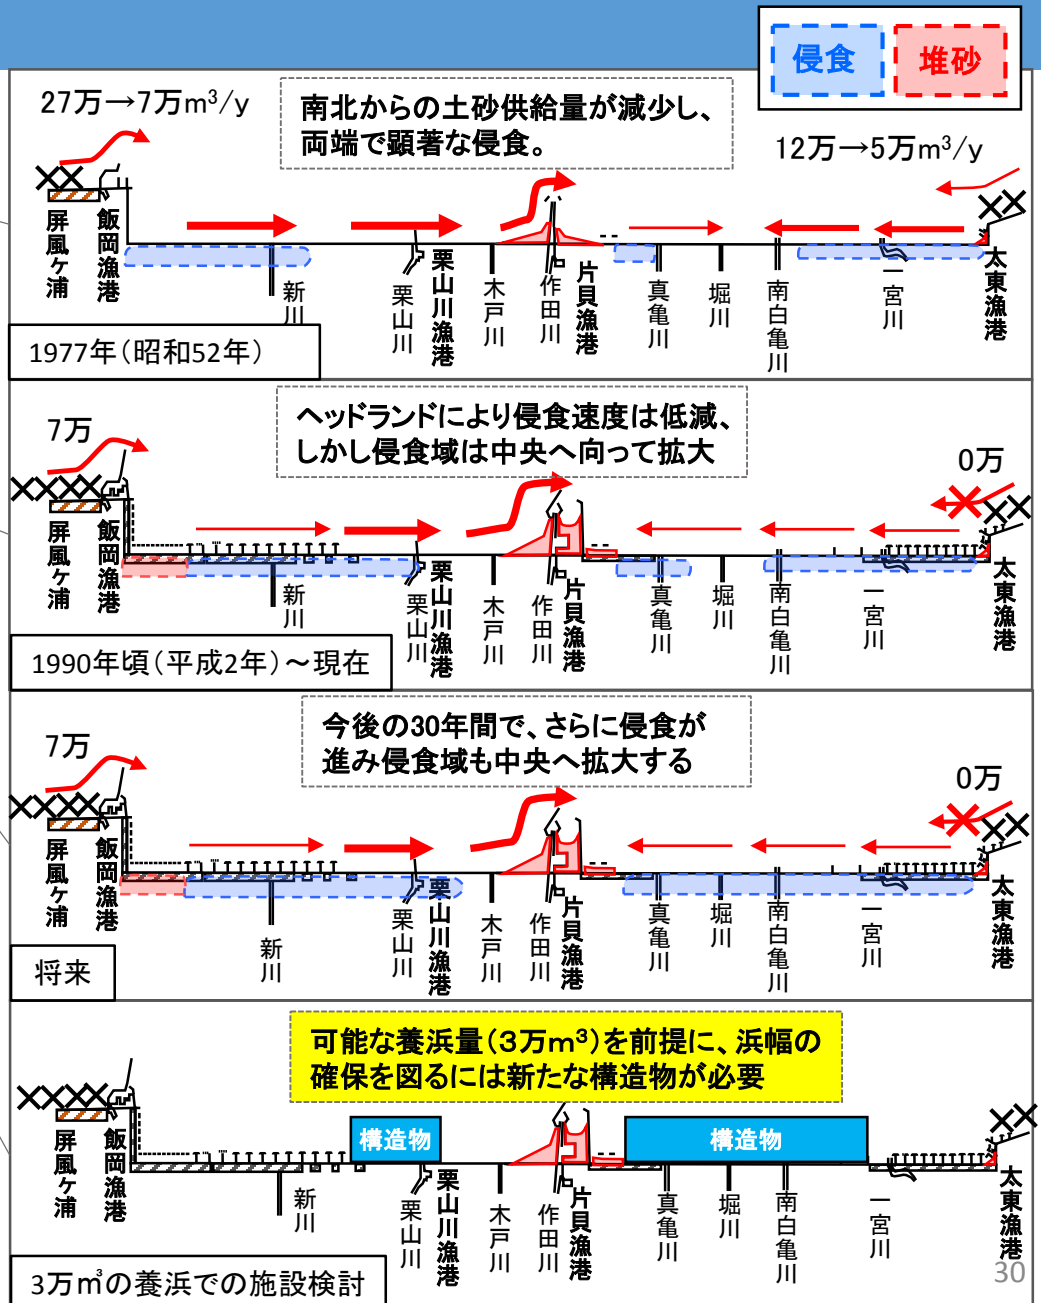 侵食
堆砂
27万→7万m³/y
南北からの土砂供給量が減少し、
両端で顕著な侵食。
12万→5万m³/y
屏風ヶ浦
飯岡漁港
新川
栗山川
栗山川漁港
木戸川
作田川
片貝漁港
真亀川
堀川
南白亀川
一宮川
太東漁港
1977年（昭和52年）
ヘッドランドにより侵食速度は低減、
しかし侵食域は中央へ向って拡大
7万
0万
屏風ヶ浦
飯岡漁港
新川
栗山川
栗山川漁港
木戸川
作田川
片貝漁港
真亀川
堀川
南白亀川
一宮川
太東漁港
1990年頃（平成2年）～現在
今後の30年間で、さらに侵食が
進み侵食域も中央へ拡大する
7万
0万
屏風ヶ浦
飯岡漁港
新川
栗山川
栗山川漁港
木戸川
作田川
片貝漁港
真亀川
堀川
南白亀川
一宮川
太東漁港
将来
可能な養浜量（３万m³）を前提に、浜幅の
確保を図るには新たな構造物が必要
構造物
構造物
屏風ヶ浦
飯岡漁港
新川
栗山川
栗山川漁港
木戸川
作田川
片貝漁港
真亀川
堀川
南白亀川
一宮川
太東漁港
3万㎥の養浜での施設検討
30